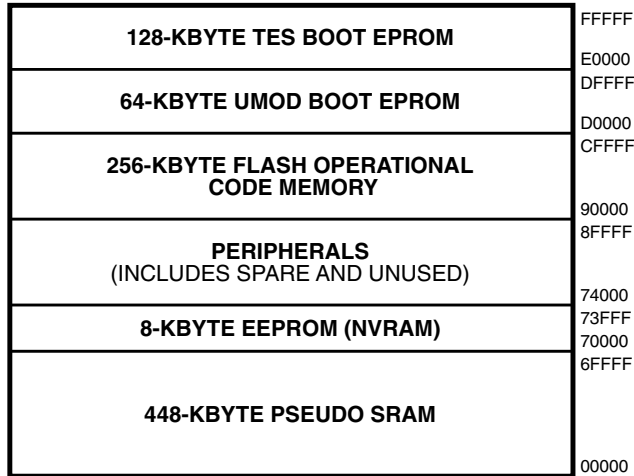 128-KBYTE TES BOOT EPROM
FFFFF
E0000
64-KBYTE UMOD BOOT EPROM
DFFFF
D0000
256-KBYTE FLASH OPERATIONAL
CODE MEMORY
CFFFF
90000
PERIPHERALS
(INCLUDES SPARE AND UNUSED)
8FFFF
74000
8-KBYTE EEPROM (NVRAM)
73FFF
70000
448-KBYTE PSEUDO SRAM
6FFFF
00000